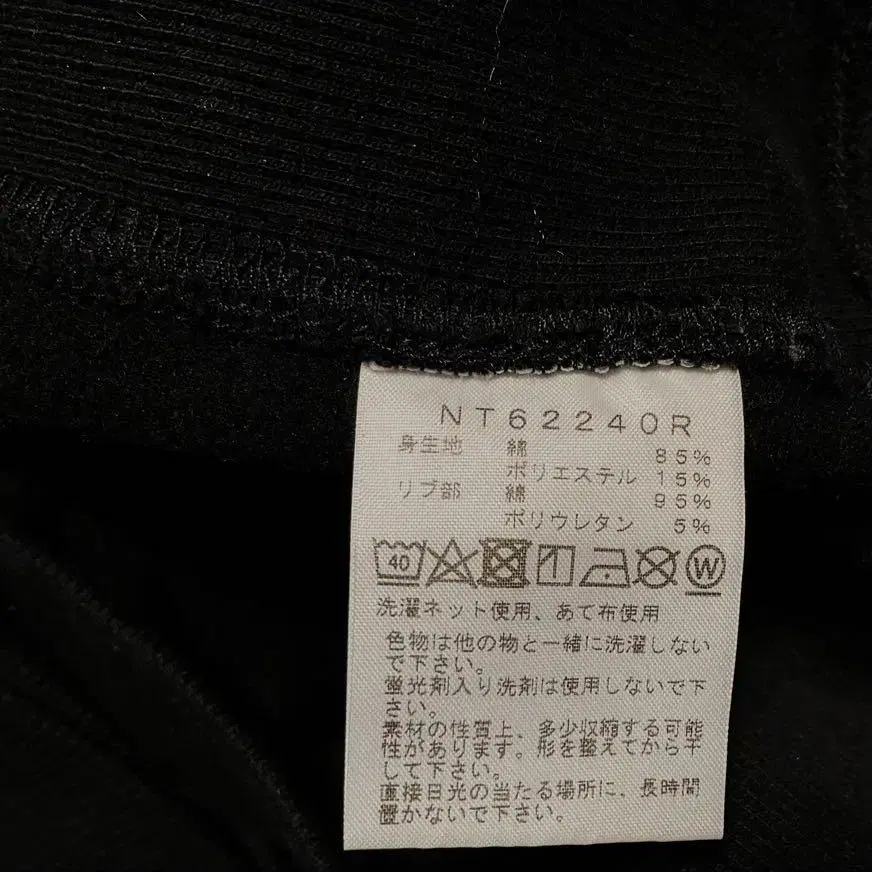 NT62240R
身生地 綿 85%
ポリエステル 15%
リブ部 綿 95%
ポリウレタン 5%
40 W
洗濯ネット使用、あて布使用
色物は他の物と一緒に洗濯しない
で下さい。
蛍光剤入り洗剤は使用しないで下
さい。
素材の性質上、多少収縮する可能
性があります。形を整えてから干
して下さい。
直接日光の当たる場所に、長時間
置かないで下さい。